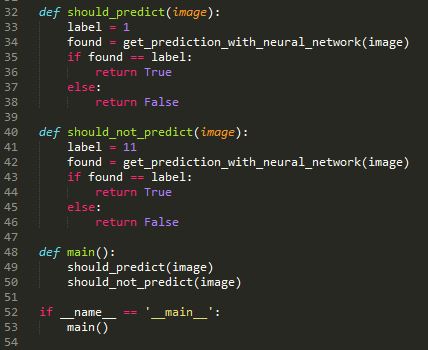 32 def should_predict(image):
33     label = 1
34     found = get_prediction_with_neural_network(image)
35     if found == label:
36         return True
37     else:
38         return False
39
40 def should_not_predict(image):
41     label = 11
42     found = get_prediction_with_neural_network(image)
43     if found == label:
44         return True
45     else:
46         return False
47
48 def main():
49     should_predict(image)
50     should_not_predict(image)
51
52 if __name__ == '__main__':
53     main()
54